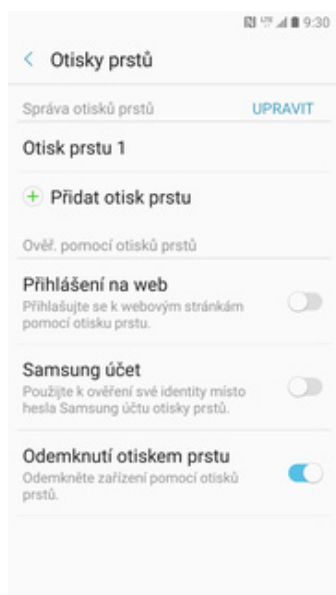 LTE 9:30
Otisky prstů
Správa otisků prstů UPRAVIT
Otisk prstu 1
Přidat otisk prstu
Ověř. pomocí otisků prstů
Přihlášení na web
Přihlašujte se k webovým stránkám
pomocí otisku prstu.
Samsung účet
Použijte k ověření své identity místo
hesla Samsung účtu otisky prstů.
Odemknutí otiskem prstu
Odemkněte zařízení pomocí otisků
prstů.